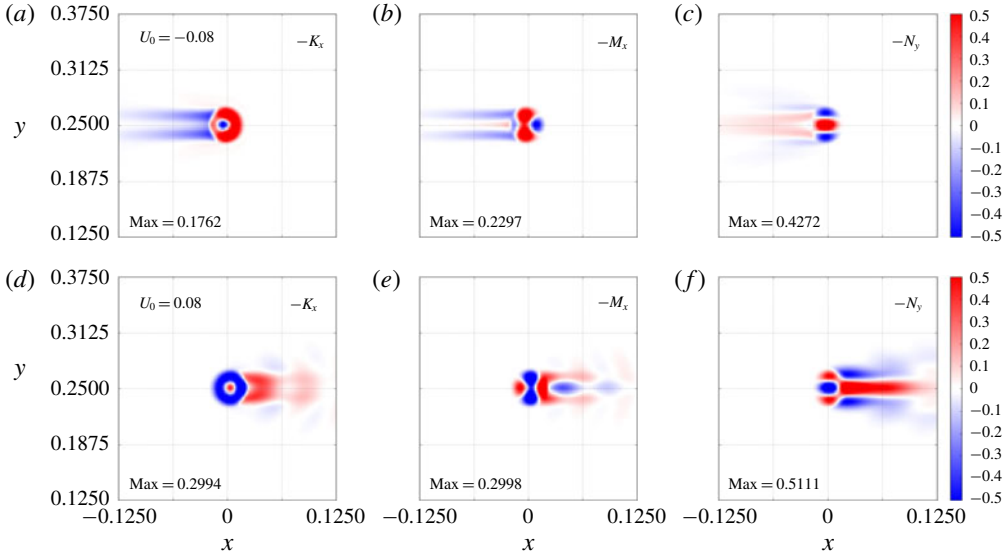 (a) (b) (c)
0.3750
0.3125
0.2500
0.1875
0.1250
y
U0 = −0.08
−Kx
Max = 0.1762
−Mx
Max = 0.2297
−Ny
Max = 0.4272
0.5
0.4
0.3
0.2
0.1
0
−0.1
−0.2
−0.3
−0.4
−0.5
(d) (e) (f)
0.3750
0.3125
0.2500
0.1875
0.1250
y
U0 = 0.08
−Kx
Max = 0.2994
−Mx
Max = 0.2998
−Ny
Max = 0.5111
0.5
0.4
0.3
0.2
0.1
0
−0.1
−0.2
−0.3
−0.4
−0.5
−0.1250 0 0.1250 0 0.1250 0 0.1250
x x x